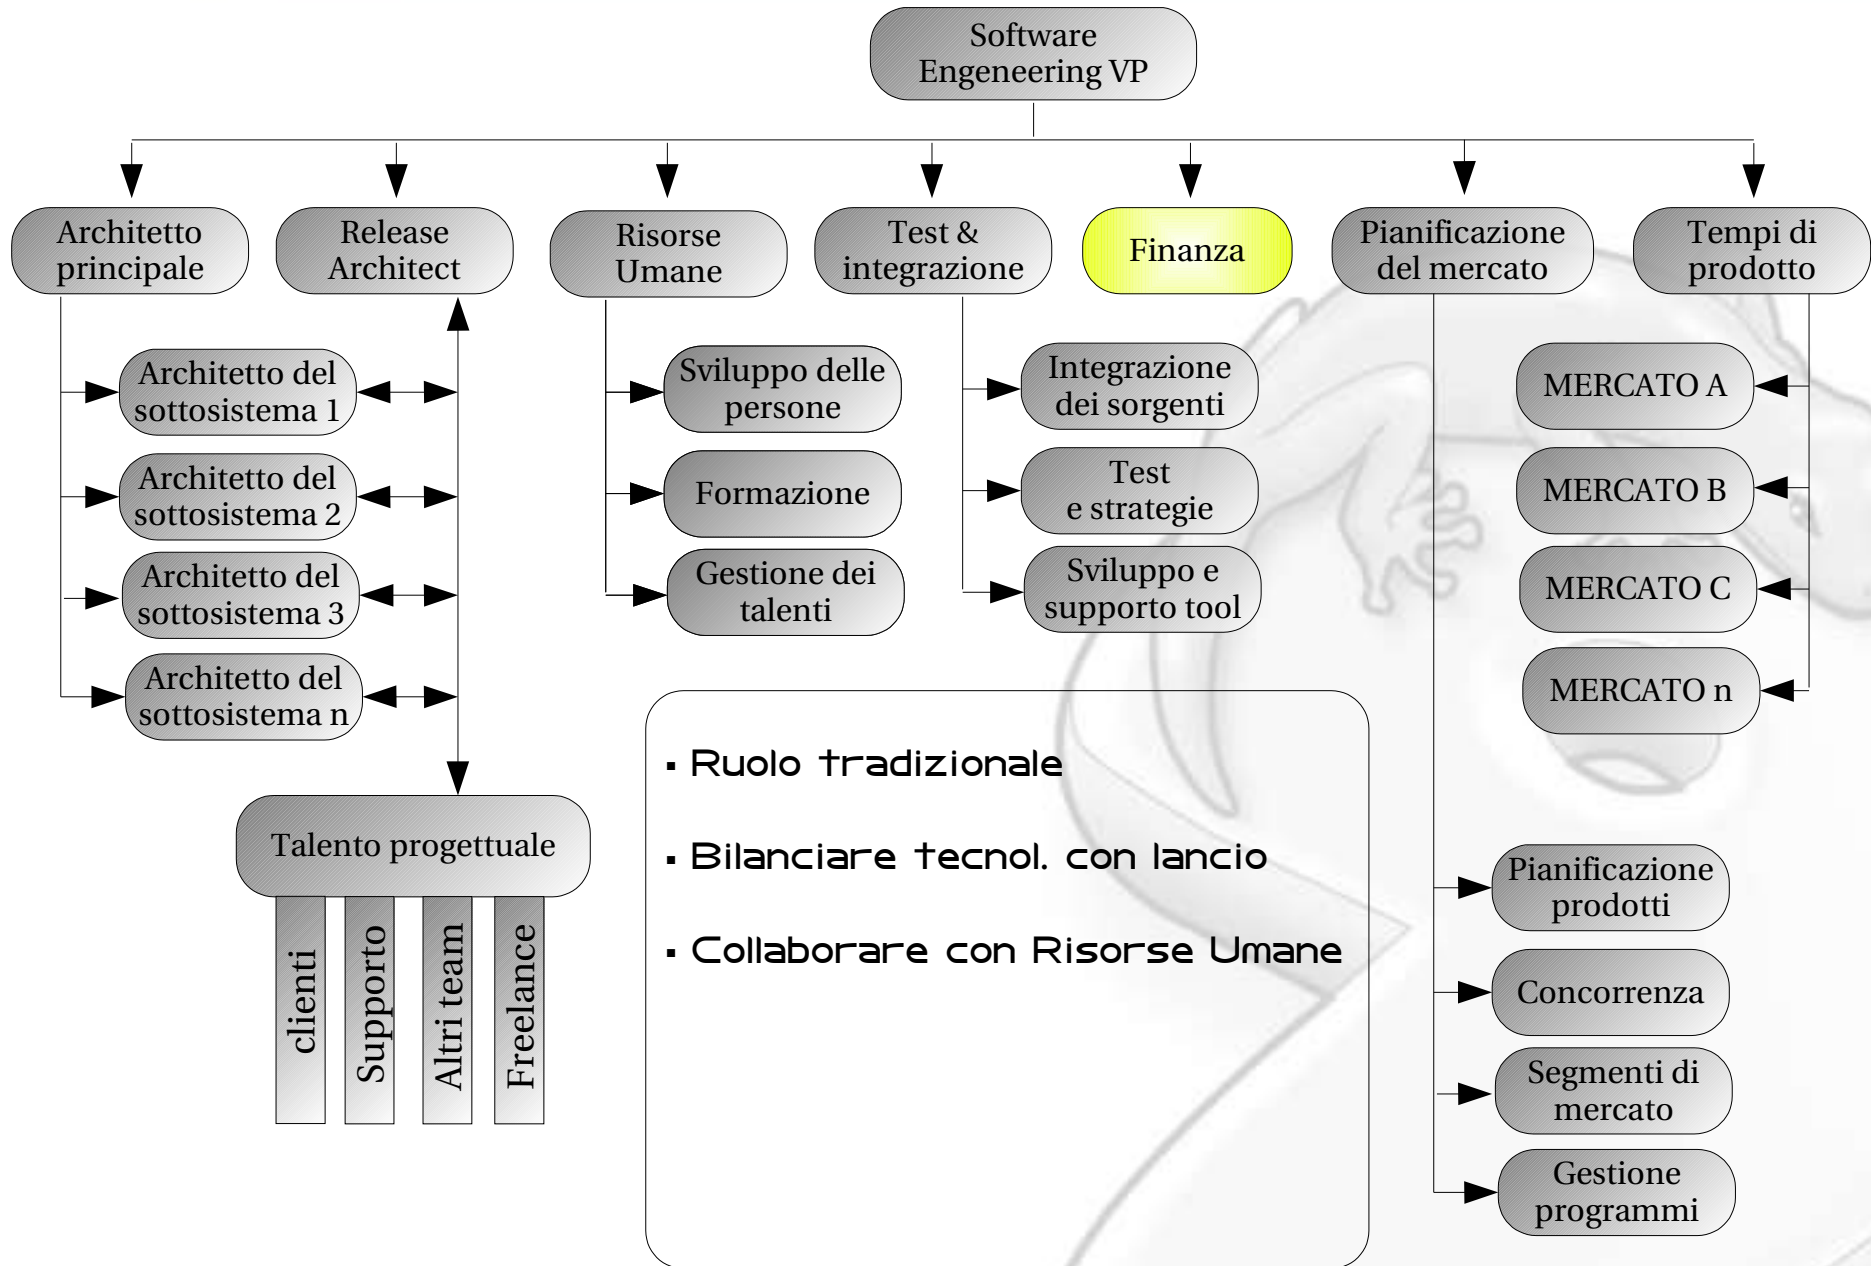 Software
Engeneering VP
Architetto
principale
Release
Architect
Risorse
Umane
Test &
integrazione
Finanza
Pianificazione
del mercato
Tempi di
prodotto
Architetto del
sottosistema 1
Architetto del
sottosistema 2
Architetto del
sottosistema 3
Architetto del
sottosistema n
Talento progettuale
clienti
Supporto
Altri team
Freelance
Sviluppo delle
persone
Formazione
Gestione dei
talenti
Integrazione
dei sorgenti
Test
e strategie
Sviluppo e
supporto tool
▪ Ruolo tradizionale
▪ Bilanciare tecnol. con lancio
▪ Collaborare con Risorse Umane
Pianificazione
prodotti
Concorrenza
Segmenti di
mercato
Gestione
programmi
MERCATO A
MERCATO B
MERCATO C
MERCATO n